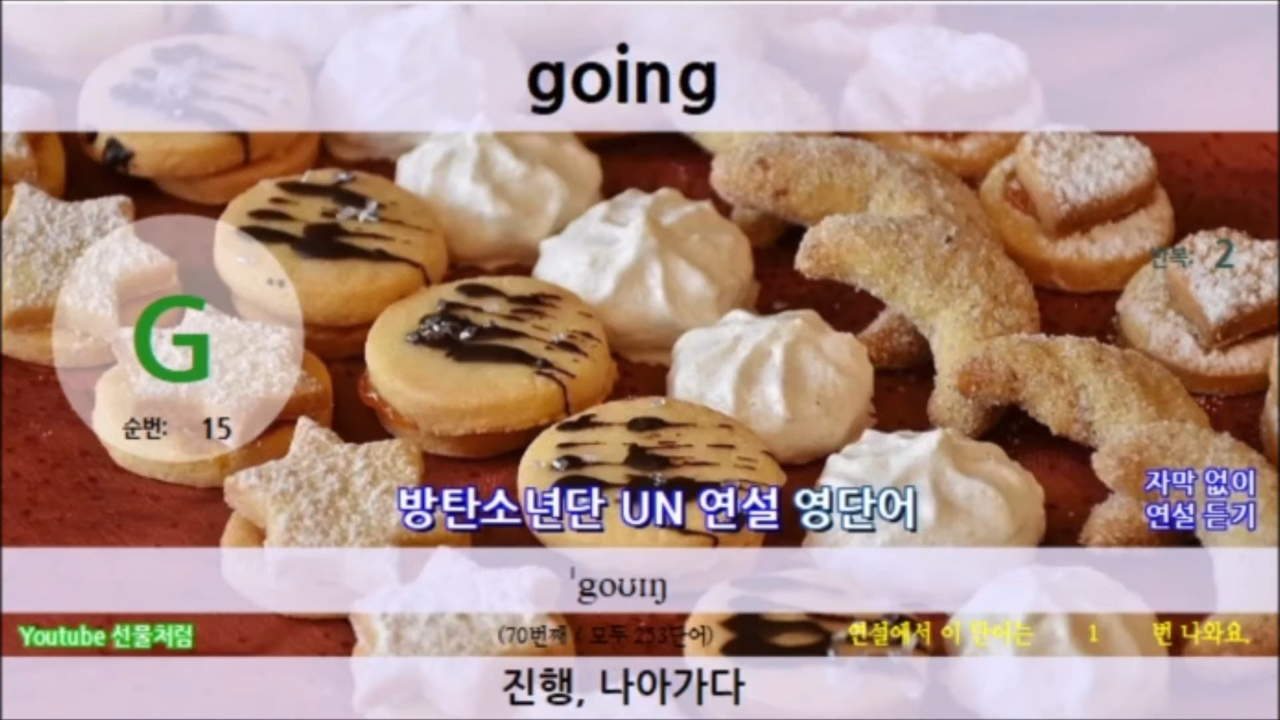 going
반복: 2
G
순번: 15
자막 없이
연설 듣기
방탄소년단 UN 연설 영단어
ˈgoʊɪŋ
Youtube 선물처럼
(70번째 / 모두 253단어)
연설에서 이 단어는 1 번 나와요.
진행, 나아가다